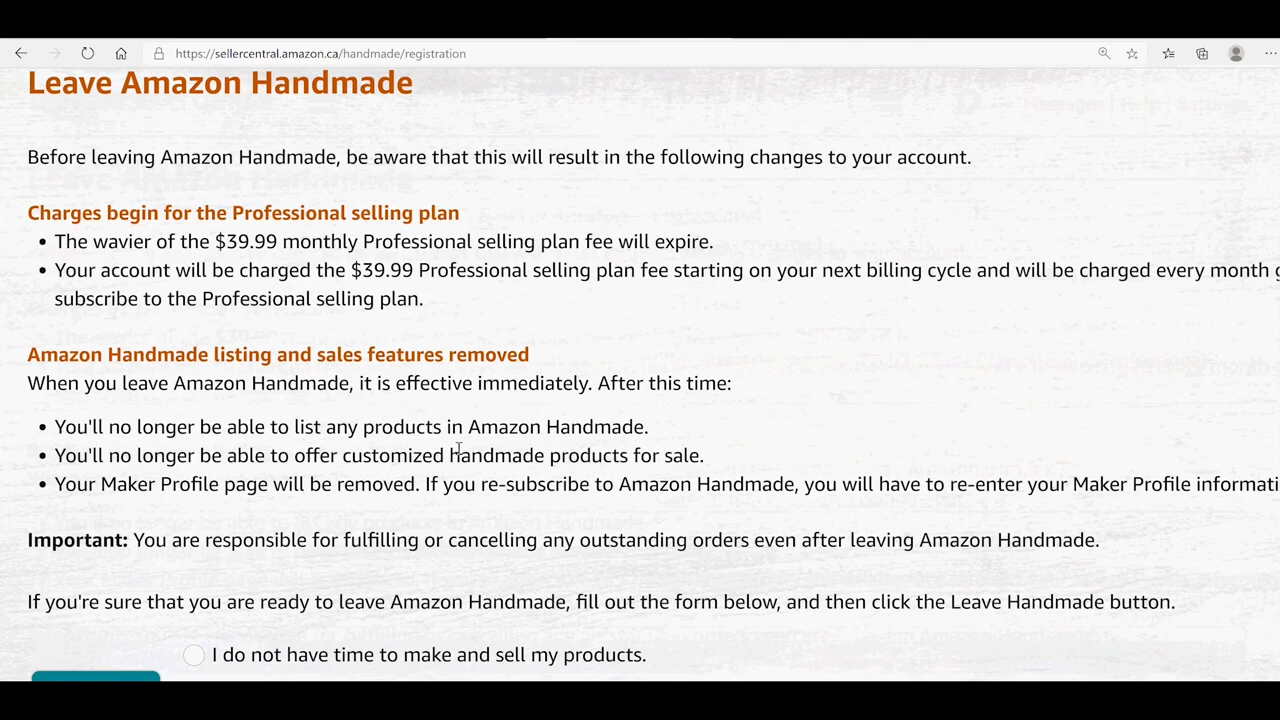 https://sellercentral.amazon.ca/handmade/registration
Leave Amazon Handmade
Before leaving Amazon Handmade, be aware that this will result in the following changes to your account.
Charges begin for the Professional selling plan
• The wavier of the $39.99 monthly Professional selling plan fee will expire.
• Your account will be charged the $39.99 Professional selling plan fee starting on your next billing cycle and will be charged every month
subscribe to the Professional selling plan.
Amazon Handmade listing and sales features removed
When you leave Amazon Handmade, it is effective immediately. After this time:
• You'll no longer be able to list any products in Amazon Handmade.
• You'll no longer be able to offer customized handmade products for sale.
• Your Maker Profile page will be removed. If you re-subscribe to Amazon Handmade, you will have to re-enter your Maker Profile informati
Important: You are responsible for fulfilling or cancelling any outstanding orders even after leaving Amazon Handmade.
If you're sure that you are ready to leave Amazon Handmade, fill out the form below, and then click the Leave Handmade button.
I do not have time to make and sell my products.